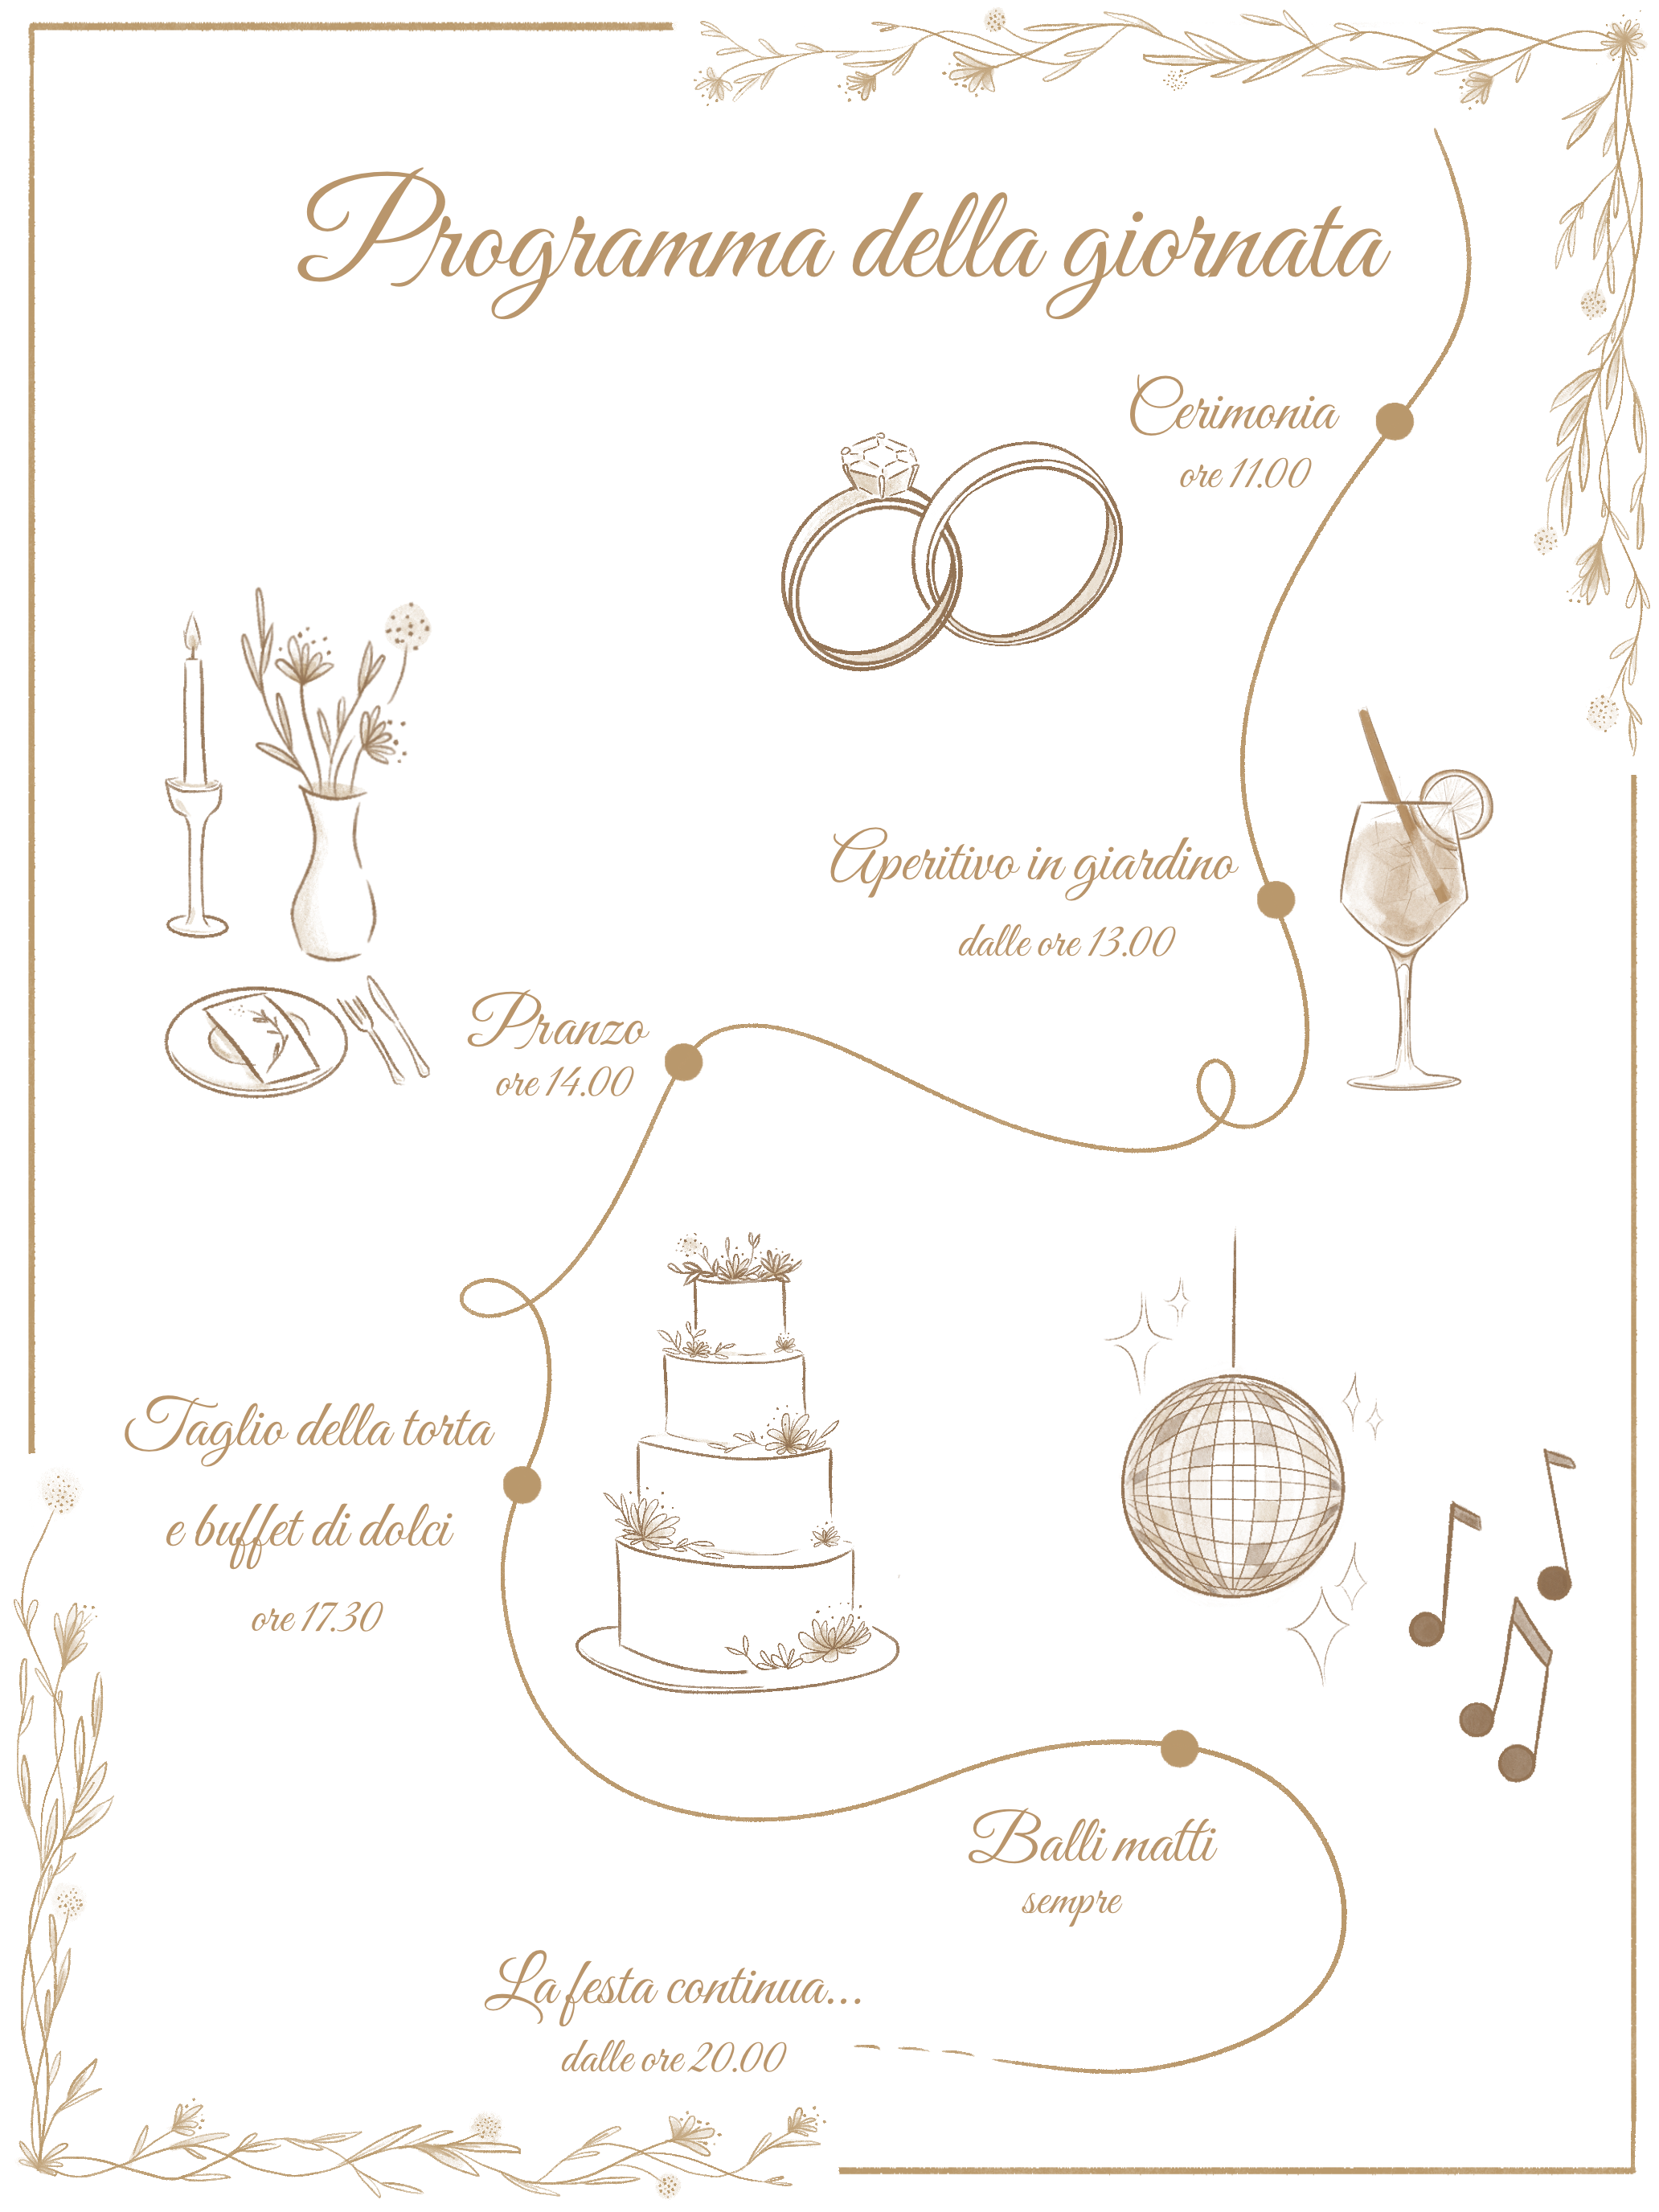 Programma della giornata
Cerimonia
ore 11.00
Aperitivo in giardino
dalle ore 13.00
Pranzo
ore 14.00
Taglio della torta
e buffet di dolci
ore 17.30
Balli matti
sempre
La festa continua...
dalle ore 20.00